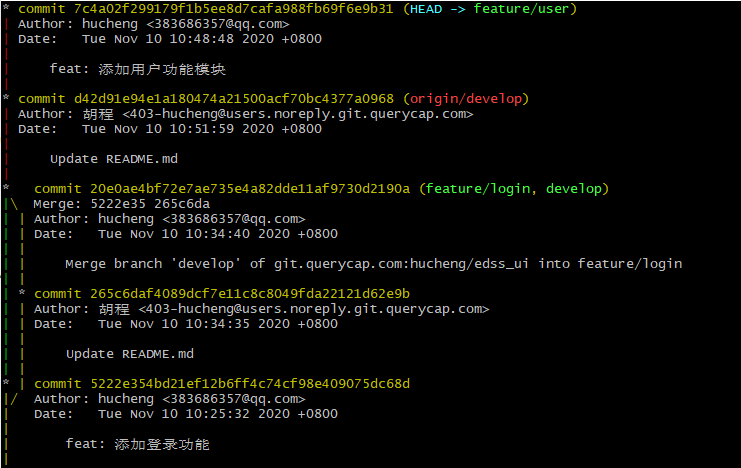 * commit 7c4a02f299179f1b5ee8d7cafa988fb69f6e9b31 (HEAD -> feature/user)
| Author: hucheng <383686357@qq.com>
| Date:   Tue Nov 10 10:48:48 2020 +0800
|
|     feat: 添加用户功能模块
|
* commit d42d91e94e1a180474a21500acf70bc4377a0968 (origin/develop)
| Author: 胡程 <403-hucheng@users.noreply.git.querycap.com>
| Date:   Tue Nov 10 10:51:59 2020 +0800
|
|     Update README.md
|
*   commit 20e0ae4bf72e7ae735e4a82dde11af9730d2190a (feature/login, develop)
|\  Merge: 5222e35 265c6da
| | Author: hucheng <383686357@qq.com>
| | Date:   Tue Nov 10 10:34:40 2020 +0800
| |
| |     Merge branch 'develop' of git.querycap.com:hucheng/edss_ui into feature/login
| |
| * commit 265c6daf4089dcf7e11c8c8049fda22121d62e9b
| | Author: 胡程 <403-hucheng@users.noreply.git.querycap.com>
| | Date:   Tue Nov 10 10:34:35 2020 +0800
| |
| |     Update README.md
| |
* | commit 5222e354bd21ef12b6ff4c74cf98e409075dc68d
|/  Author: hucheng <383686357@qq.com>
|   Date:   Tue Nov 10 10:25:32 2020 +0800
|
|       feat: 添加登录功能
|